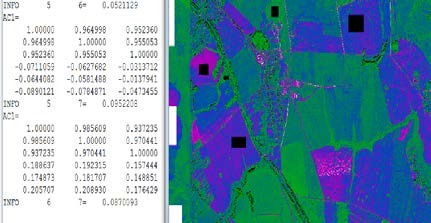 INFO 5 6= 0.0521129
AC1=
1.00000 0.964998 0.952360
0.964998 1.00000 0.955053
0.952360 0.955053 1.00000
-0.0711059 -0.0627682 -0.0313712
-0.0644082 -0.0581488 -0.0137941
-0.0890121 -0.0784871 -0.0473455
INFO 5 7= 0.0952208
AC1=
1.00000 0.985609 0.937235
0.985609 1.00000 0.970441
0.937235 0.970441 1.00000
0.188637 0.192315 0.157444
0.174873 0.181707 0.148851
0.205707 0.208930 0.176629
INFO 6 7= 0.0870093